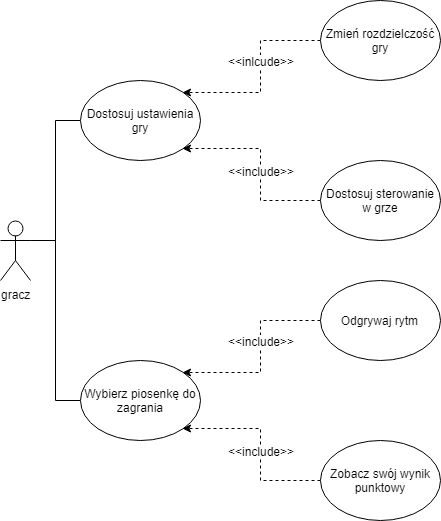 Zmień rozdzielczość
gry
<<inlcude>>
Dostosuj ustawienia
gry
<<include>>
Dostosuj sterowanie
w grze
gracz
Odgrywaj rytm
<<include>>
Wybierz piosenkę do
zagrania
<<include>>
Zobacz swój wynik
punktowy